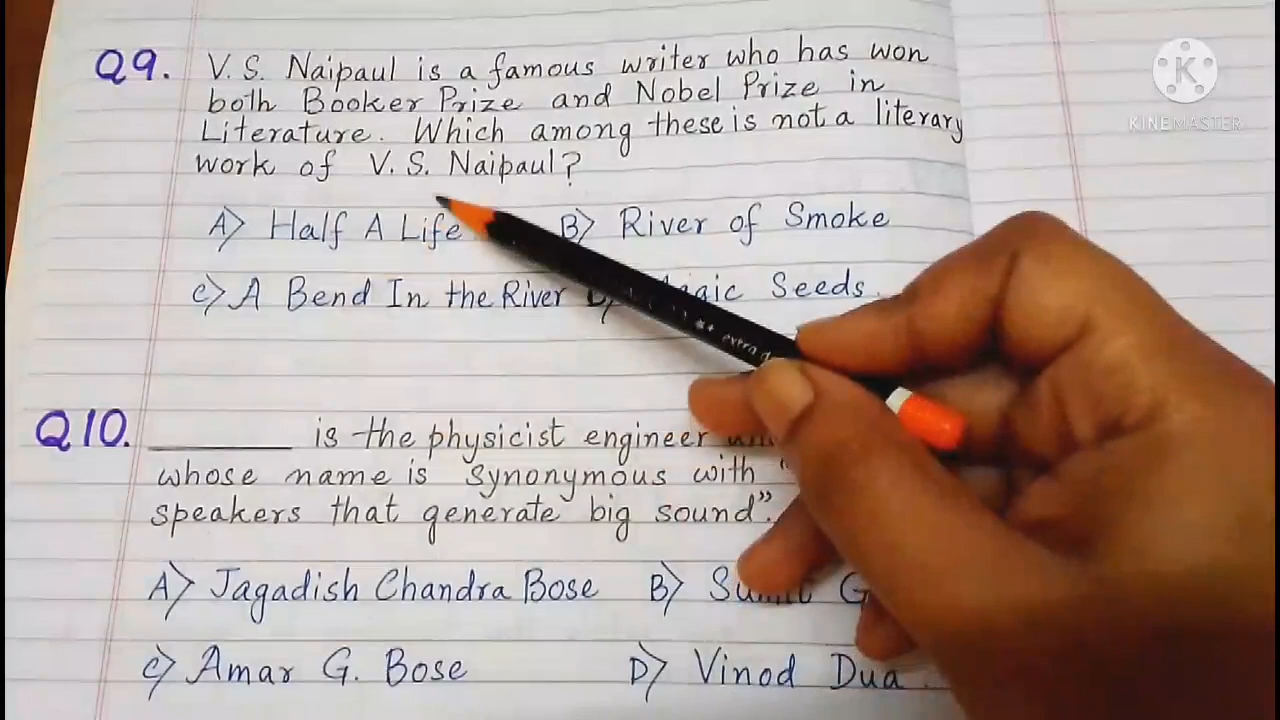 Q9. V. S. Naipaul is a famous writer who has won
both Booker Prize and Nobel Prize in
Literature. Which among these is not a literary
work of V. S. Naipaul?
A) Half A Life B) River of Smoke
C) A Bend In the River Seeds.
Q10. ________ is the physicist engineer
whose name is synonymous with "
speakers that generate big sound".
A) Jagadish Chandra Bose B)
C) Amar G. Bose D) Vinod Dua.
K
KINEMASTER